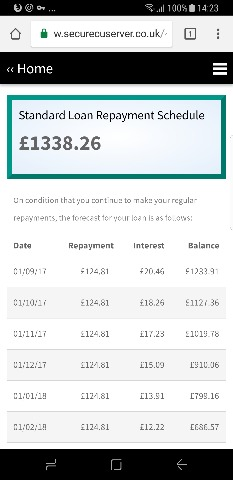 100% 14:23
w.securecuserver.co.uk/
1
‹‹ Home
Standard Loan Repayment Schedule
£1338.26
On condition that you continue to make your regular
repayments, the forecast for your loan is as follows:
Date Repayment Interest Balance
01/09/17 £124.81 £20.46 £1233.91
01/10/17 £124.81 £18.26 £1127.36
01/11/17 £124.81 £17.23 £1019.78
01/12/17 £124.81 £15.09 £910.06
01/01/18 £124.81 £13.91 £799.16
01/02/18 £124.81 £12.22 £686.57